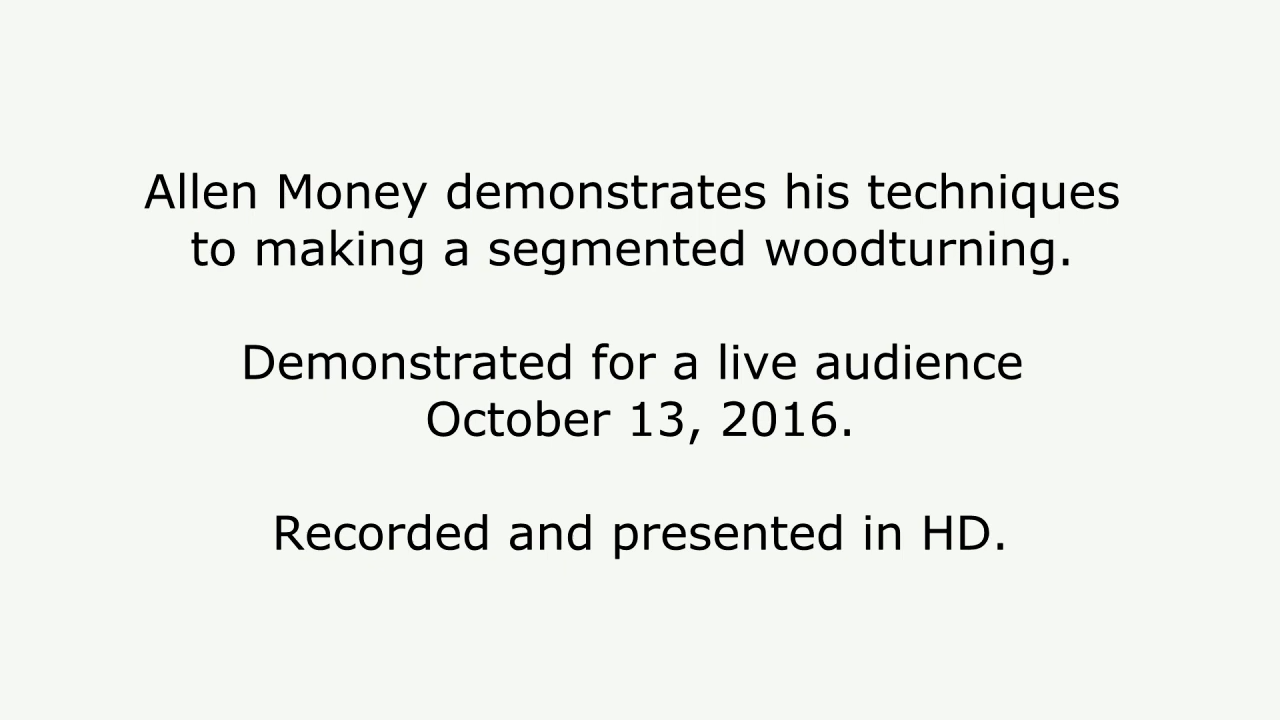 Allen Money demonstrates his techniques
to making a segmented woodturning.
Demonstrated for a live audience
October 13, 2016.
Recorded and presented in HD.